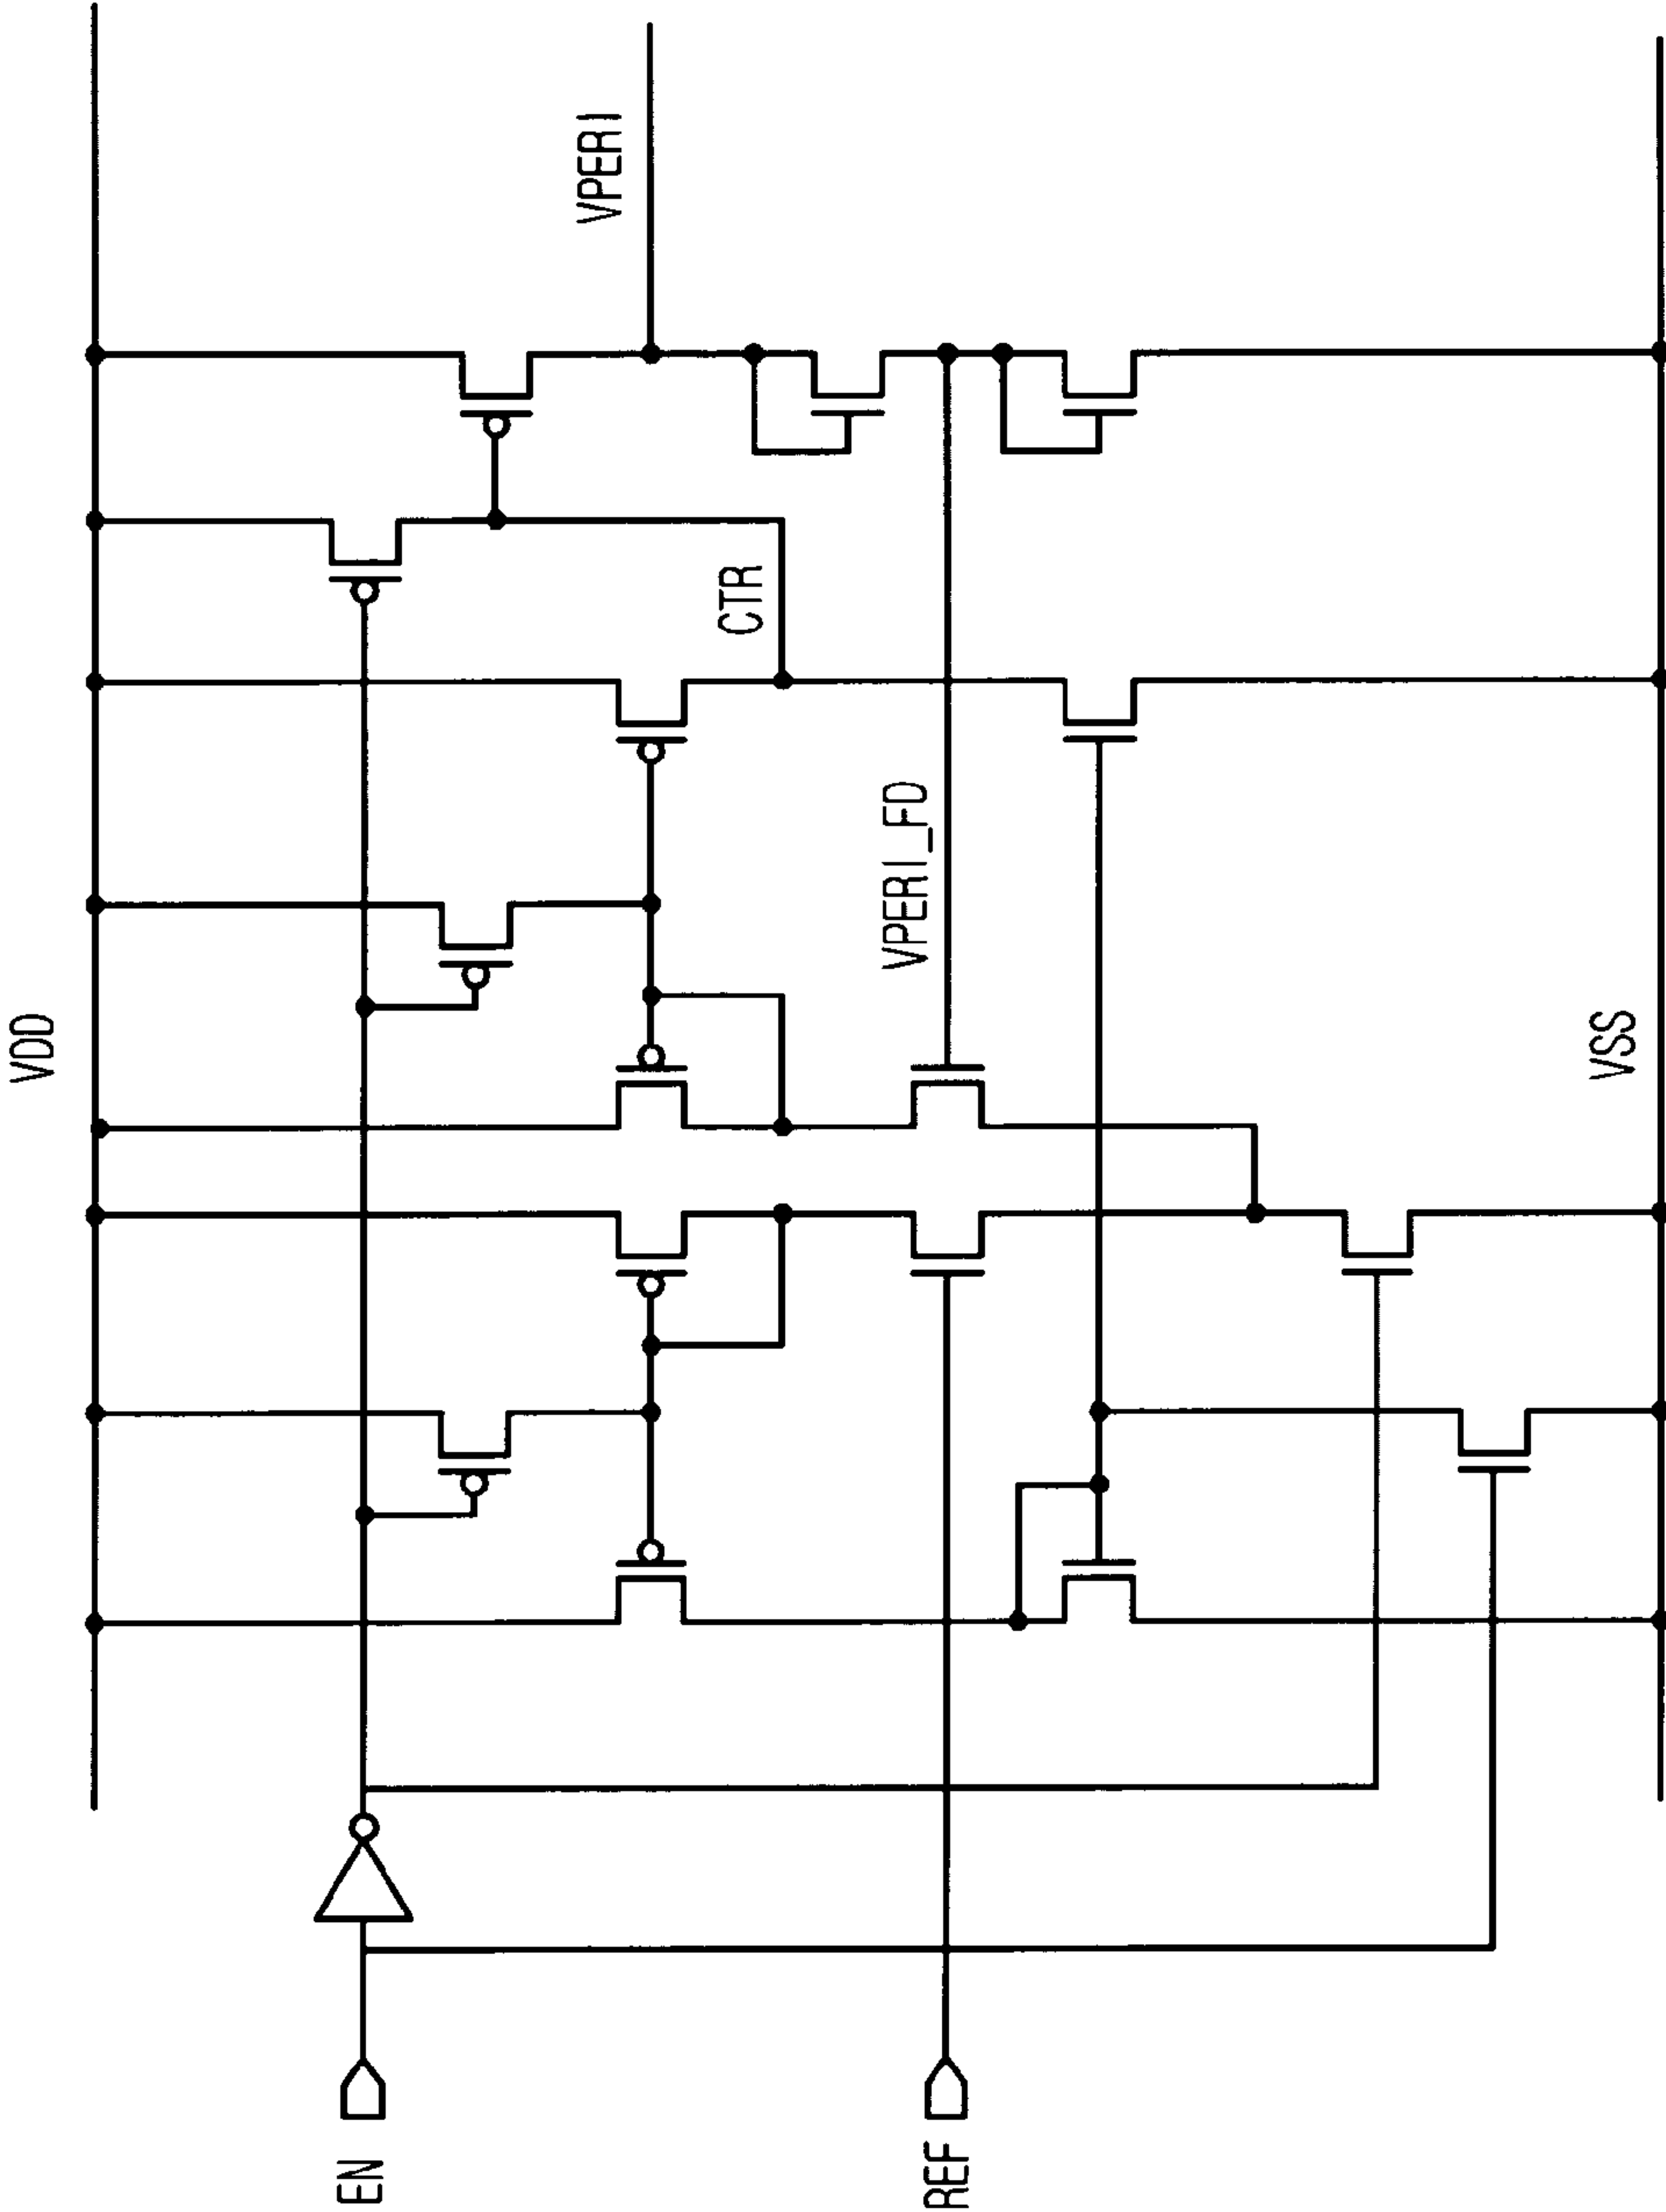 VDD
EN
REF
CTR
VPERI
VPERI_FD
VSS